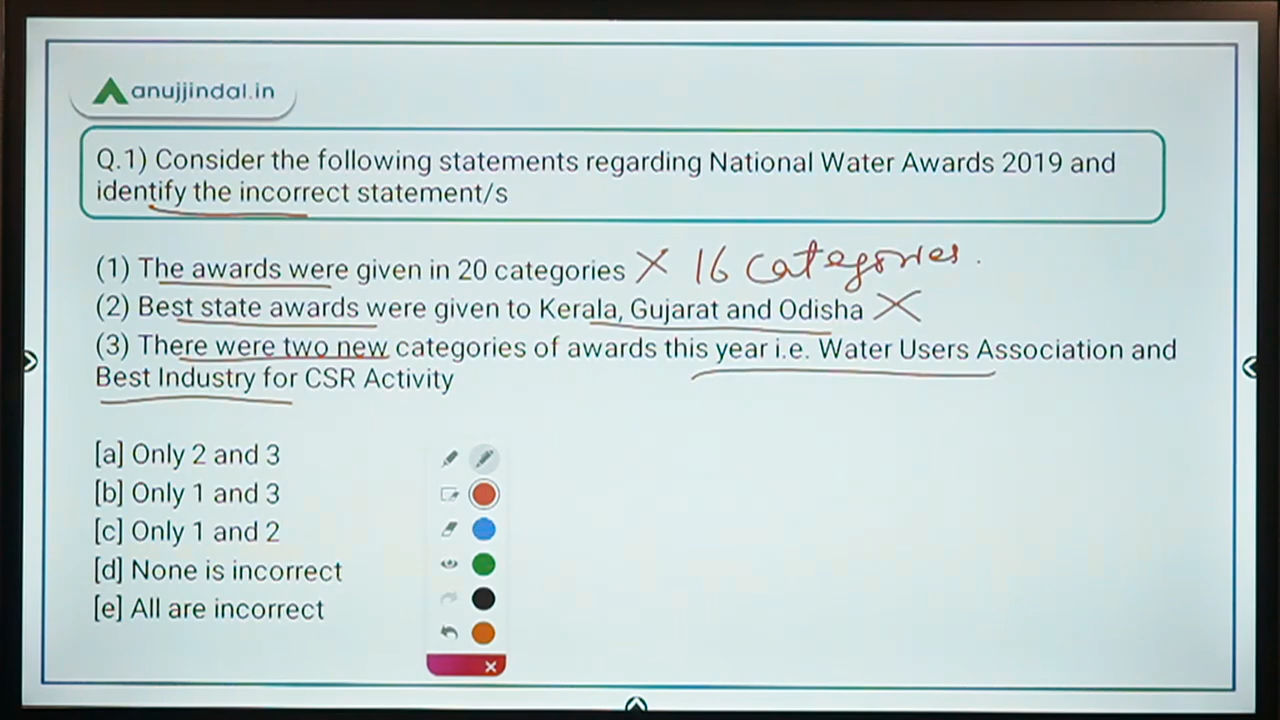 anujjindal.in
Q.1) Consider the following statements regarding National Water Awards 2019 and
identify the incorrect statement/s
(1) The awards were given in 20 categories X 16 categories.
(2) Best state awards were given to Kerala, Gujarat and Odisha X
(3) There were two new categories of awards this year i.e. Water Users Association and
Best Industry for CSR Activity
[a] Only 2 and 3
[b] Only 1 and 3
[c] Only 1 and 2
[d] None is incorrect
[e] All are incorrect